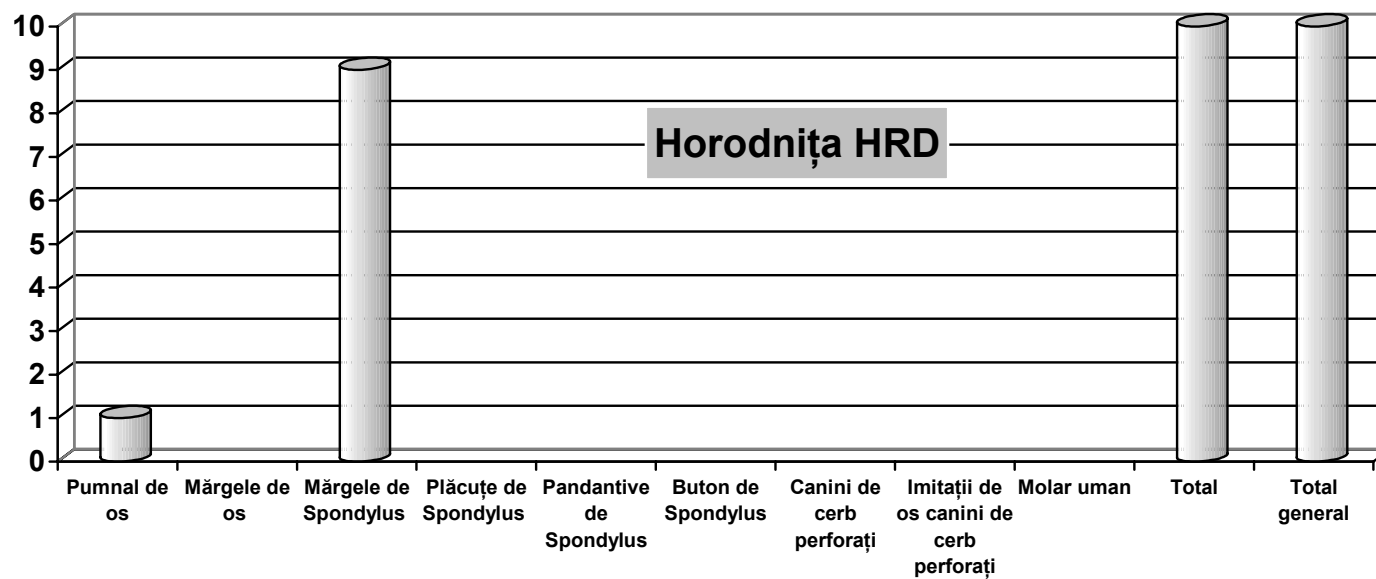 10
9
8
7
6
5
4
3
2
1
0
Horodnița HRD
Pumnal de
os
Mărgele de
os
Mărgele de
Spondylus
Plăcuțe de
Spondylus
Pandantive
de
Spondylus
Buton de
Spondylus
Canini de
cerb
perforați
Imitații de
os canini de
cerb
perforați
Molar uman
Total
Total
general